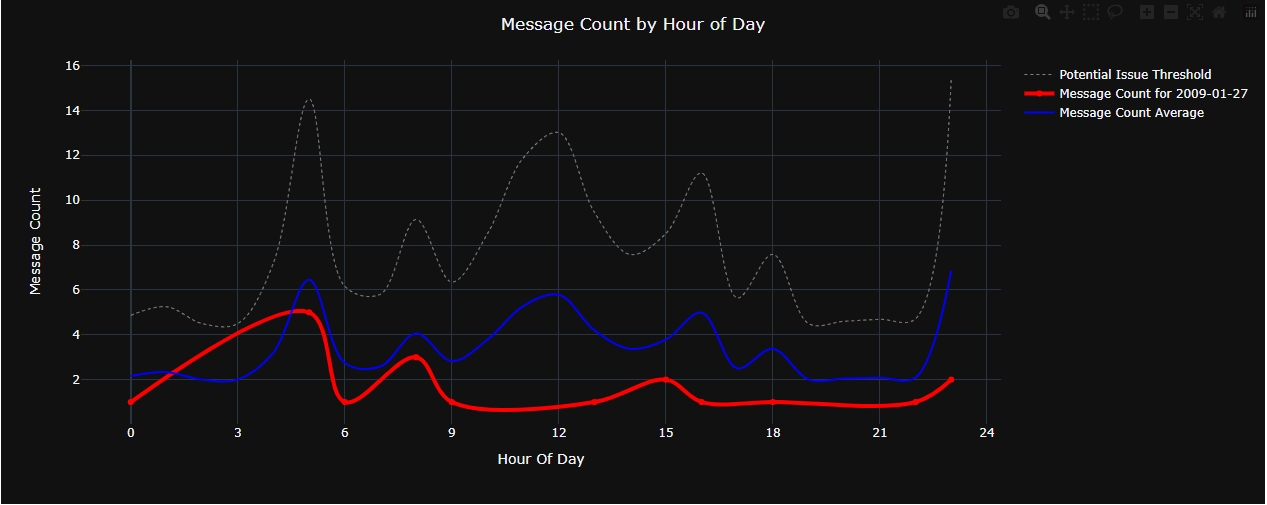 Message Count by Hour of Day
Potential Issue Threshold
Message Count for 2009-01-27
Message Count Average
Message Count
16
14
12
10
8
6
4
2
0 3 6 9 12 15 18 21 24
Hour Of Day